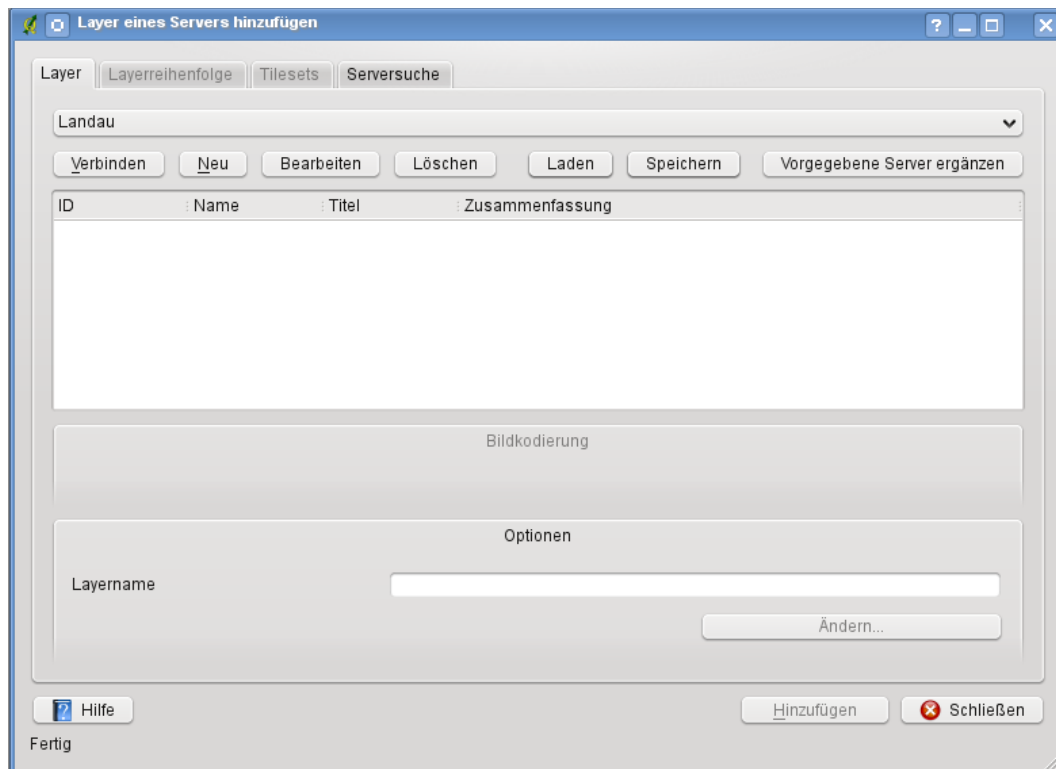 Layer eines Servers hinzufügen
Layer Layerreihenfolge Tilesets Serversuche
Landau
Verbinden Neu Bearbeiten Löschen Laden Speichern Vorgegebene Server ergänzen
ID Name Titel Zusammenfassung
Bildkodierung
Optionen
Layername
Ändern...
Hilfe Hinzufügen Schließen
Fertig